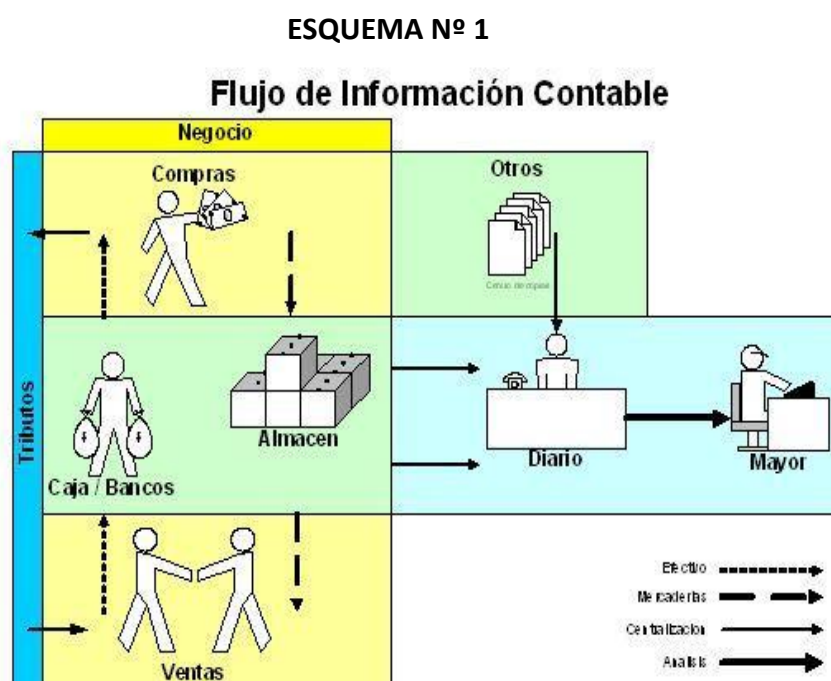 ESQUEMA Nº 1
Flujo de Información Contable
Negocio
Compras
Otros
Tributos
Almacen
Caja / Bancos
Diario
Mayor
Ventas
Efectivo
Mercaderias
Centralización
Analisis